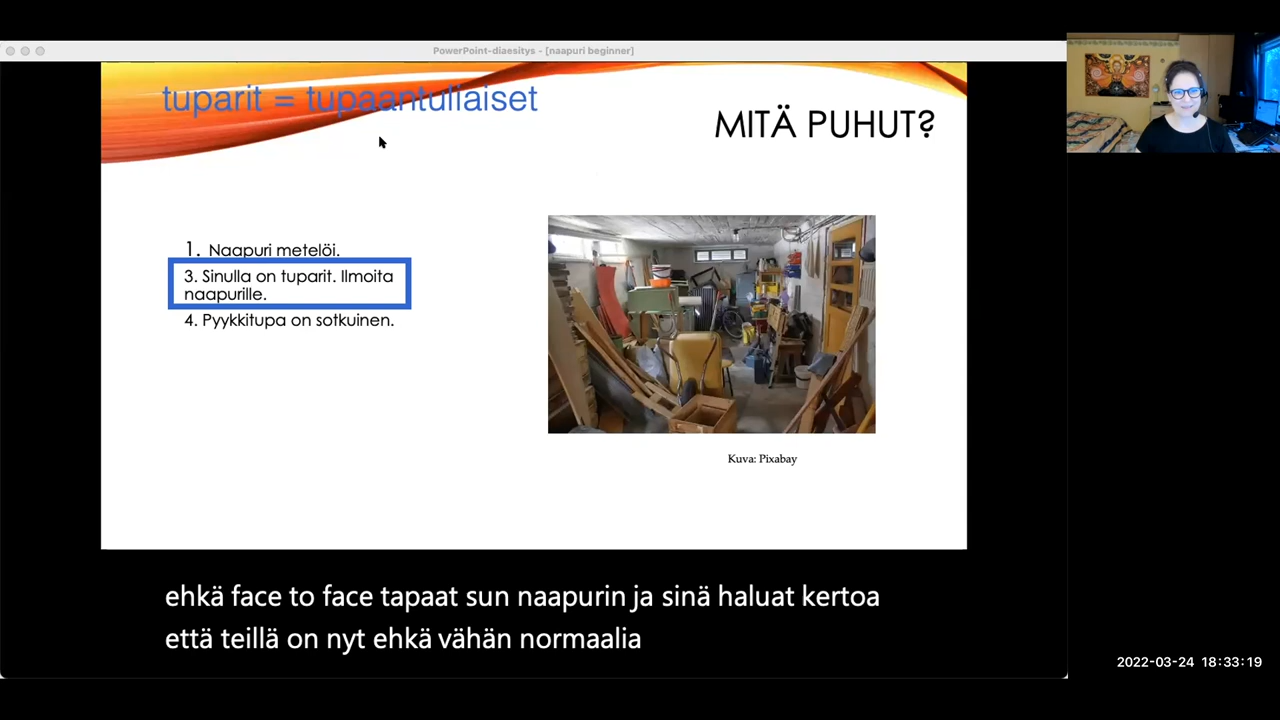 PowerPoint-diaesitys - [naapuri beginner]
tuparit = tupaantuliaiset
MITÄ PUHUT?
1. Naapuri metelöi.
3. Sinulla on tuparit. Ilmoita
naapurille.
4. Pyykkitupa on sotkuinen.
Kuva: Pixabay
ehkä face to face tapaat sun naapurin ja sinä haluat kertoa
että teillä on nyt ehkä vähän normaalia
2022-03-24 18:33:19